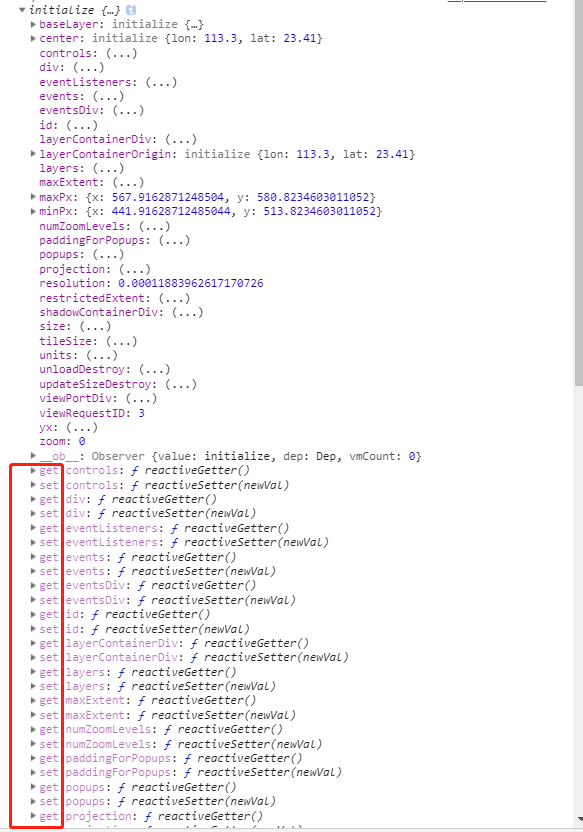 initialize {…} i
baseLayer: initialize {…}
center: initialize {lon: 113.3, lat: 23.41}
controls: (...)
div: (...)
eventListeners: (...)
events: (...)
eventsDiv: (...)
id: (...)
layerContainerDiv: (...)
layerContainerOrigin: initialize {lon: 113.3, lat: 23.41}
layers: (...)
maxExtent: (...)
maxPx: {x: 567.9162871248504, y: 580.8234603011052}
minPx: {x: 441.91628712485044, y: 513.8234603011052}
numZoomLevels: (...)
paddingForPopups: (...)
popups: (...)
projection: (...)
resolution: 0.00011883962617170726
restrictedExtent: (...)
shadowContainerDiv: (...)
size: (...)
tileSize: (...)
units: (...)
unloadDestroy: (...)
updateSizeDestroy: (...)
viewPortDiv: (...)
viewRequestID: 3
yx: (...)
zoom: 0
__ob__: Observer {value: initialize, dep: Dep, vmCount: 0}
get controls: ƒ reactiveGetter()
set controls: ƒ reactiveSetter(newVal)
get div: ƒ reactiveGetter()
set div: ƒ reactiveSetter(newVal)
get eventListeners: ƒ reactiveGetter()
set eventListeners: ƒ reactiveSetter(newVal)
get events: ƒ reactiveGetter()
set events: ƒ reactiveSetter(newVal)
get eventsDiv: ƒ reactiveGetter()
set eventsDiv: ƒ reactiveSetter(newVal)
get id: ƒ reactiveGetter()
set id: ƒ reactiveSetter(newVal)
get layerContainerDiv: ƒ reactiveGetter()
set layerContainerDiv: ƒ reactiveSetter(newVal)
get layers: ƒ reactiveGetter()
set layers: ƒ reactiveSetter(newVal)
get maxExtent: ƒ reactiveGetter()
set maxExtent: ƒ reactiveSetter(newVal)
get numZoomLevels: ƒ reactiveGetter()
set numZoomLevels: ƒ reactiveSetter(newVal)
get paddingForPopups: ƒ reactiveGetter()
set paddingForPopups: ƒ reactiveSetter(newVal)
get popups: ƒ reactiveGetter()
set popups: ƒ reactiveSetter(newVal)
get projection: ƒ reactiveGetter()